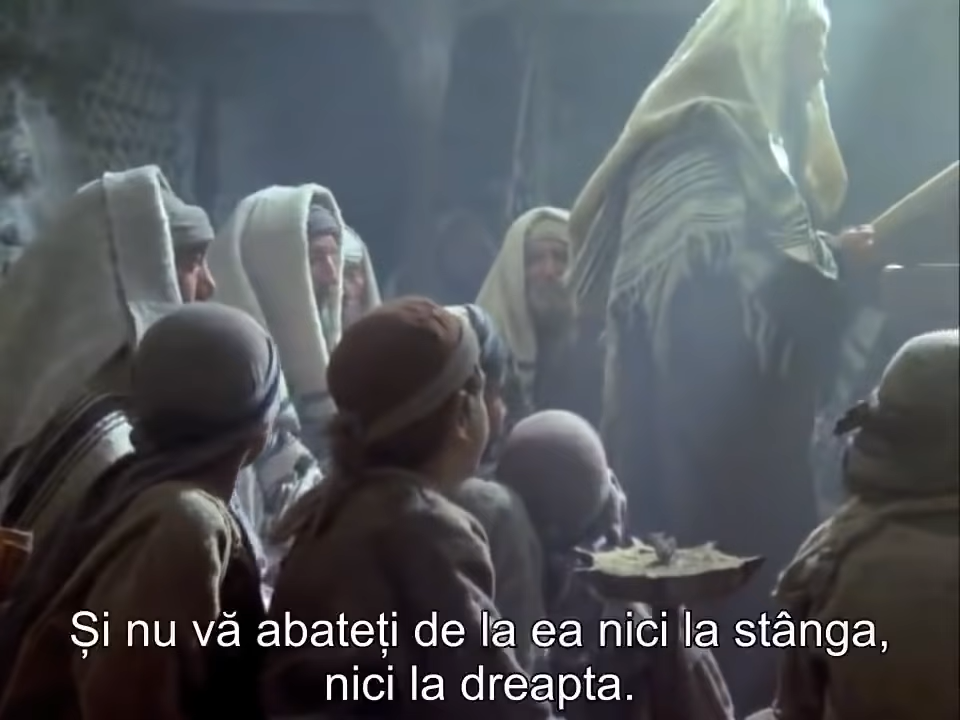 Și nu vă abateți de la ea nici la stânga,
nici la dreapta.